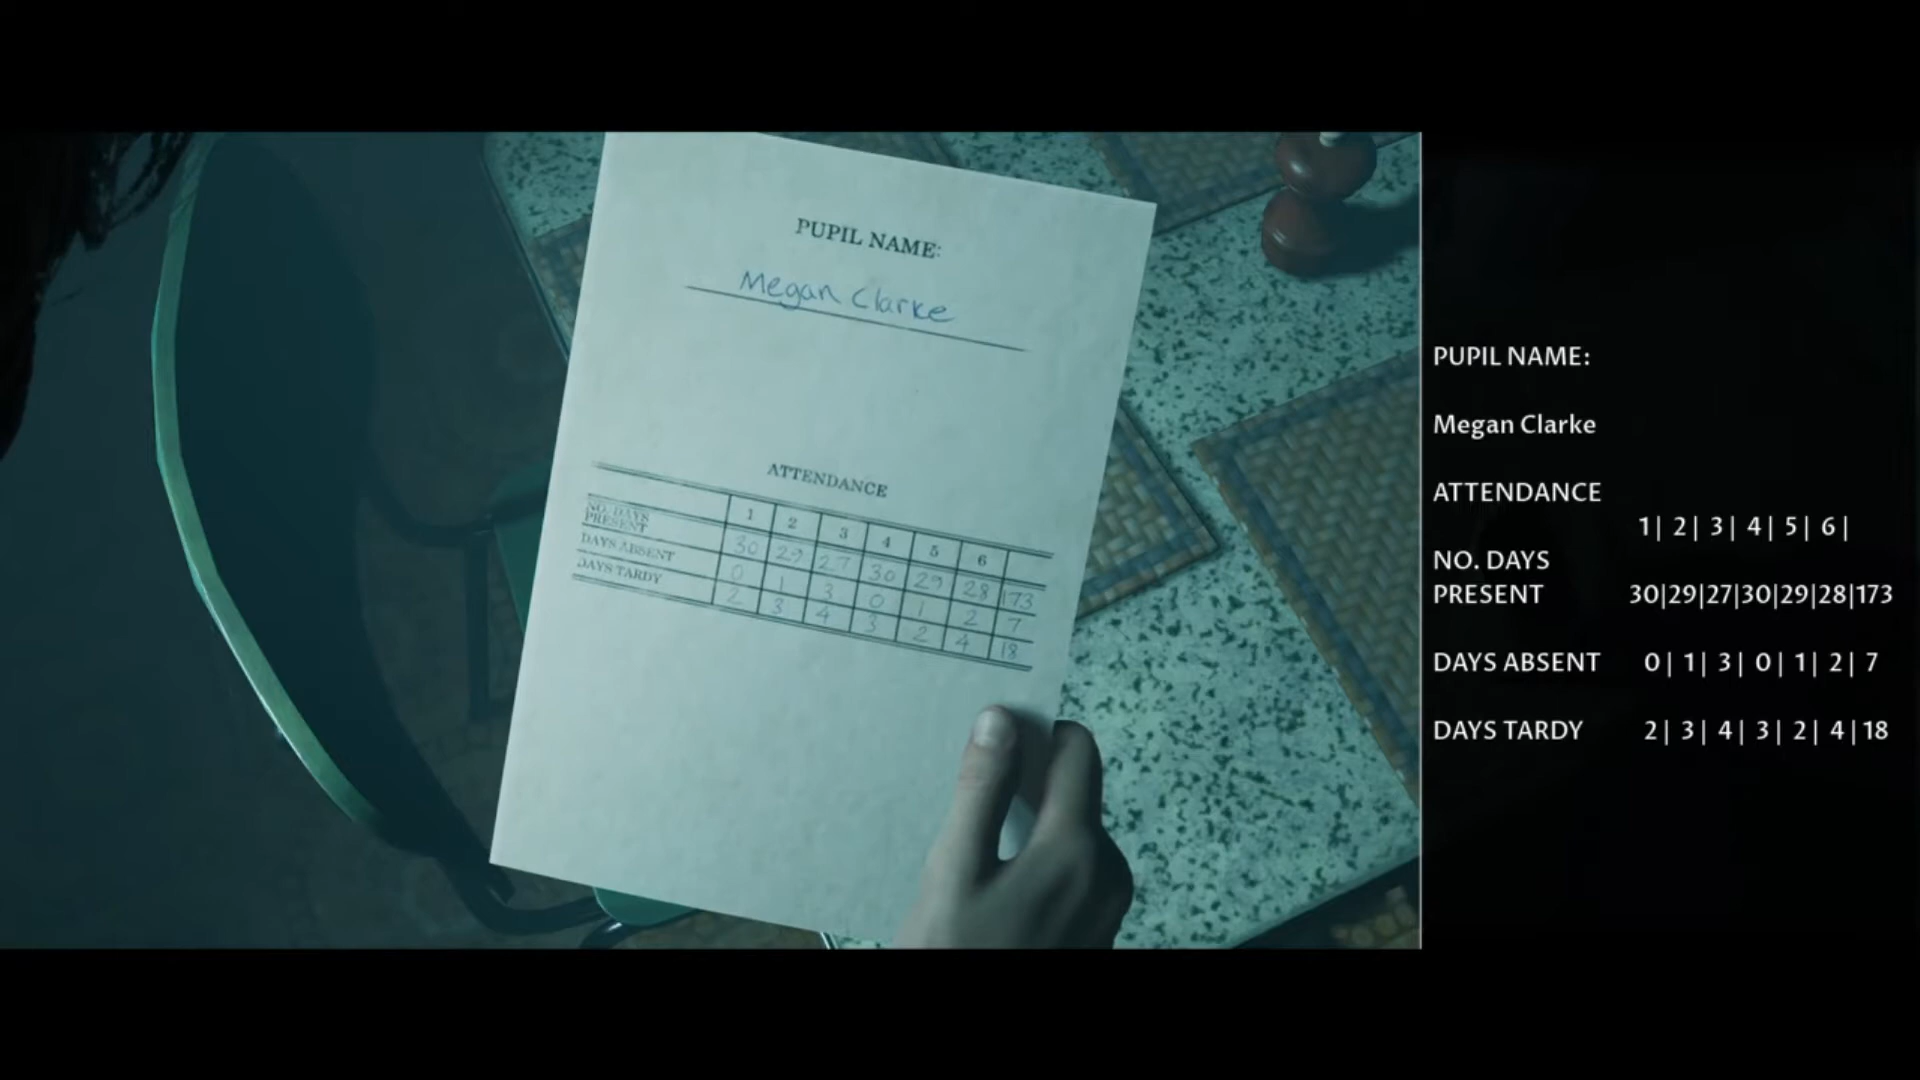 PUPIL NAME:
Megan Clarke
ATTENDANCE
1 2 3 4 5 6
NO. DAYS
PRESENT 30 29 27 30 29 28 173
DAYS ABSENT 0 1 3 0 1 2 7
DAYS TARDY 2 3 4 3 2 4 18
PUPIL NAME:
Megan Clarke
ATTENDANCE
1| 2| 3| 4| 5| 6|
NO. DAYS
PRESENT 30|29|27|30|29|28|173
DAYS ABSENT 0| 1| 3| 0| 1| 2| 7
DAYS TARDY 2| 3| 4| 3| 2| 4|18